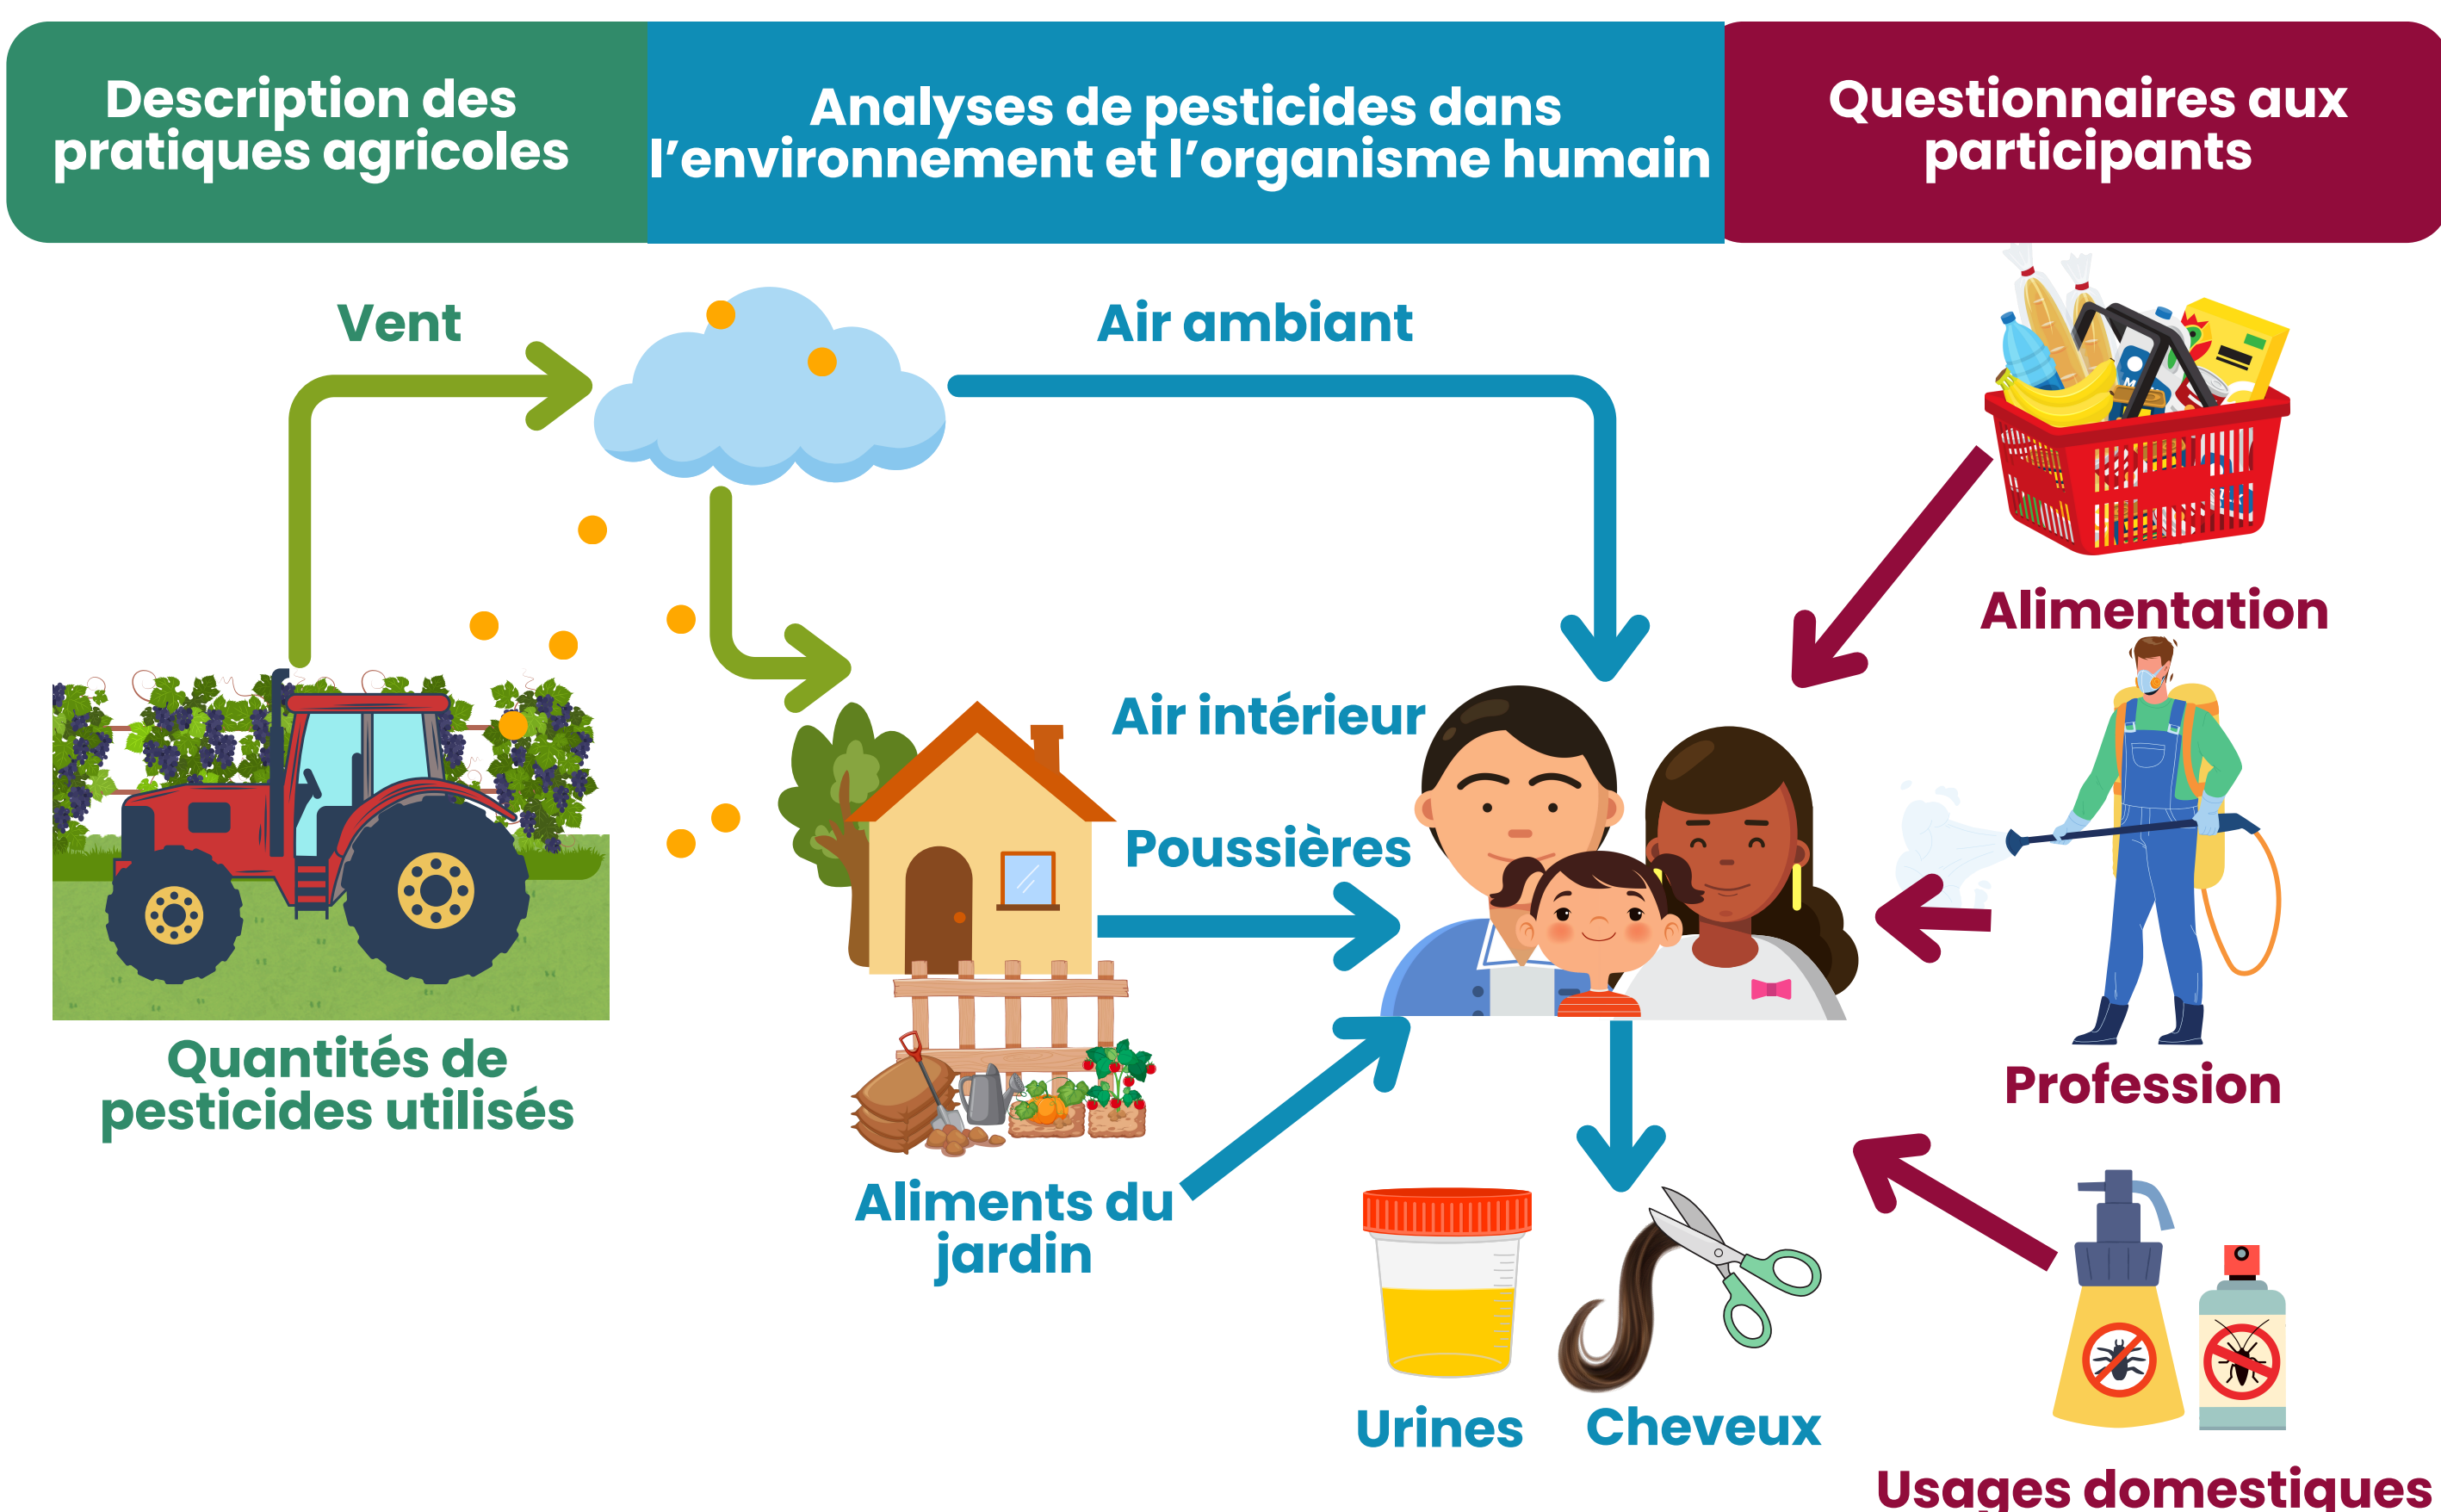 Description des
pratiques agricoles
Analyses de pesticides dans
l’environnement et l’organisme humain
Questionnaires aux
participants
Vent
Air ambiant
Alimentation
Air intérieur
Poussières
Quantités de
pesticides utilisés
Profession
Aliments du
jardin
Urines
Cheveux
Usages domestiques